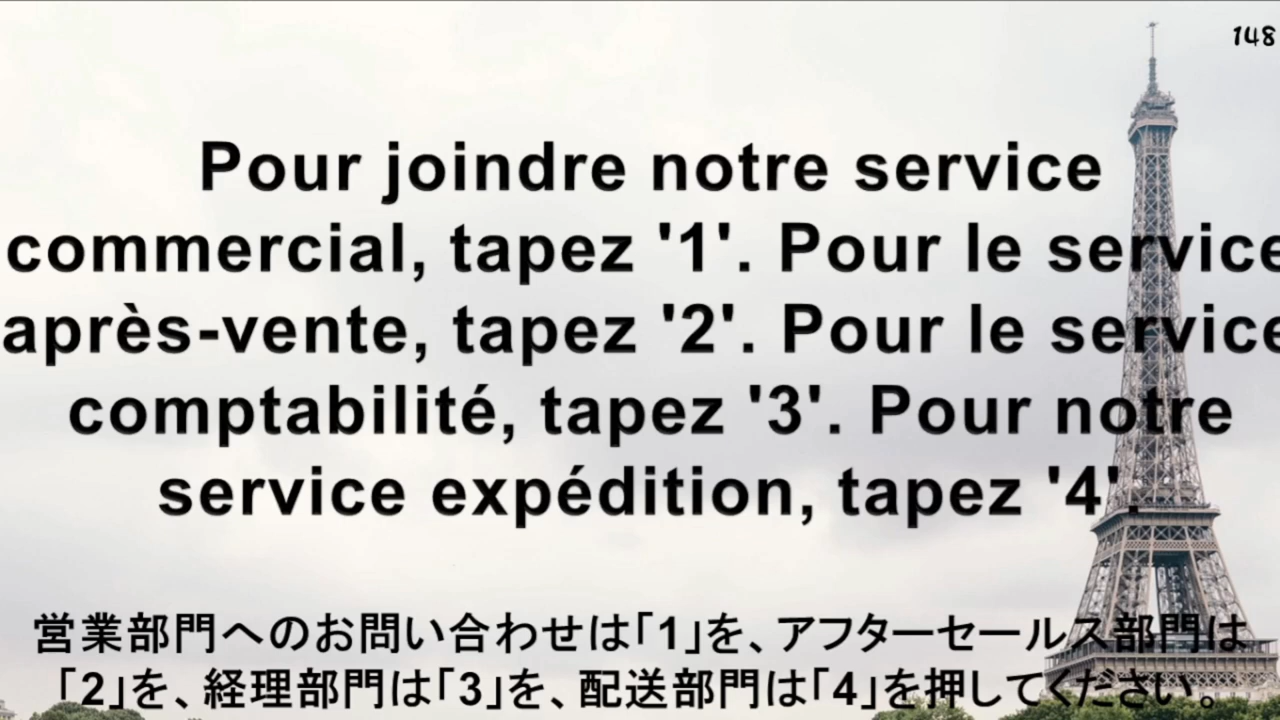 148
Pour joindre notre service
commercial, tapez '1'. Pour le service
après-vente, tapez '2'. Pour le service
comptabilité, tapez '3'. Pour notre
service expédition, tapez '4'.
営業部門へのお問い合わせは「1」を、アフターセールス部門は
「2」を、経理部門は「3」を、配送部門は「4」を押してください。